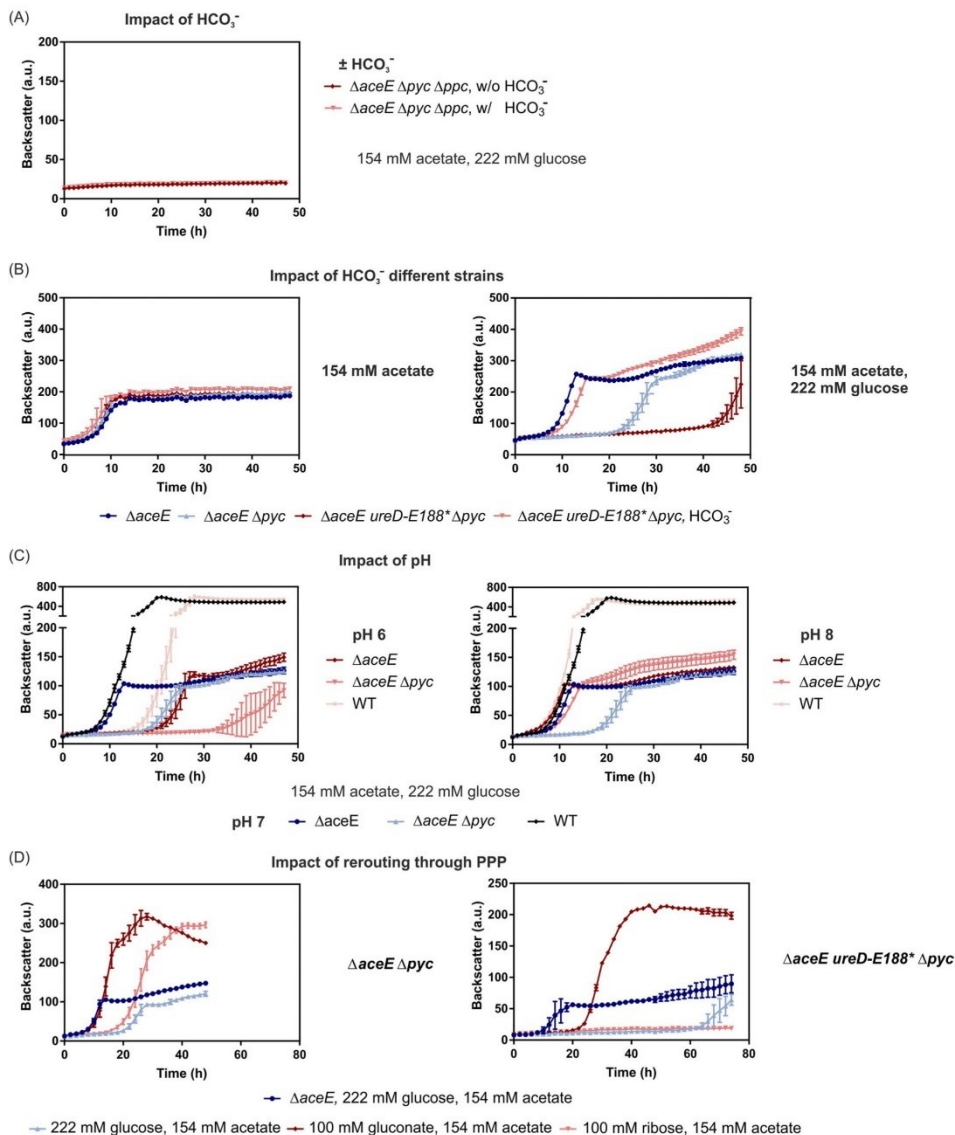 (A)
Impact of HCO₃⁻
200
150
100
50
0
0 10 20 30 40 50
Backscatter (a.u.)
Time (h)
± HCO₃⁻
ΔaceE Δpyc Δppc, w/o HCO₃⁻
ΔaceE Δpyc Δppc, w/ HCO₃⁻
154 mM acetate, 222 mM glucose
(B)
Impact of HCO₃⁻ different strains
500
400
300
200
100
0
0 10 20 30 40 50
Backscatter (a.u.)
Time (h)
154 mM acetate
500
400
300
200
100
0
0 10 20 30 40 50
Backscatter (a.u.)
Time (h)
154 mM acetate,
222 mM glucose
ΔaceE ΔaceE Δpyc ΔaceE ureD-E188* Δpyc ΔaceE ureD-E188* Δpyc, HCO₃⁻
(C)
Impact of pH
800
600
400
200
150
100
50
0
0 10 20 30 40 50
Backscatter (a.u.)
Time (h)
pH 6
ΔaceE
ΔaceE Δpyc
WT
800
600
400
200
150
100
50
0
0 10 20 30 40 50
Backscatter (a.u.)
Time (h)
pH 8
ΔaceE
ΔaceE Δpyc
WT
154 mM acetate, 222 mM glucose
pH 7 ΔaceE ΔaceE Δpyc WT
(D)
Impact of rerouting through PPP
400
300
200
100
0
0 20 40 60 80
Backscatter (a.u.)
Time (h)
ΔaceE Δpyc
250
200
150
100
50
0
0 20 40 60 80
Backscatter (a.u.)
Time (h)
ΔaceE ureD-E188* Δpyc
ΔaceE, 222 mM glucose, 154 mM acetate
222 mM glucose, 154 mM acetate 100 mM gluconate, 154 mM acetate 100 mM ribose, 154 mM acetate